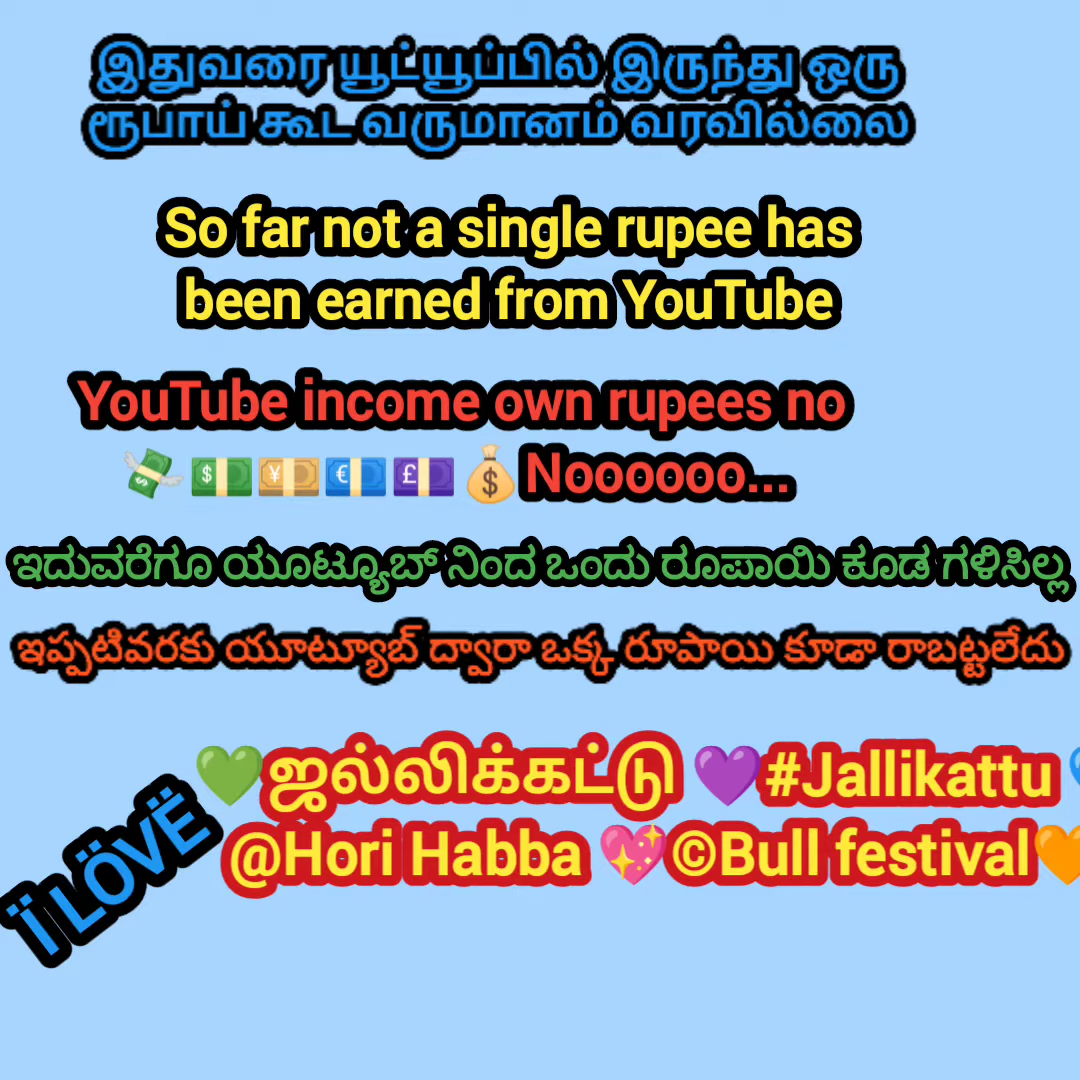 இதுவரை யூட்யூப்பில் இருந்து ஒரு
ரூபாய் கூட வருமானம் வரவில்லை
So far not a single rupee has
been earned from YouTube
YouTube income own rupees no
💸💵💴💶💷💰Noooooo...
ಇದುವರೆಗೂ ಯೂಟ್ಯೂಬ್ ನಿಂದ ಒಂದು ರೂಪಾಯಿ ಕೂಡ ಗಳಿಸಿಲ್ಲ
ఇప్పటివరకు యూట్యూబ్ ద్వారా ఒక్క రూపాయి కూడా రాబట్టలేదు
Ï LÖVË
💚ஜல்லிக்கட்டு 💜#Jallikattu 💙
@Hori Habba 💖©Bull festival🧡